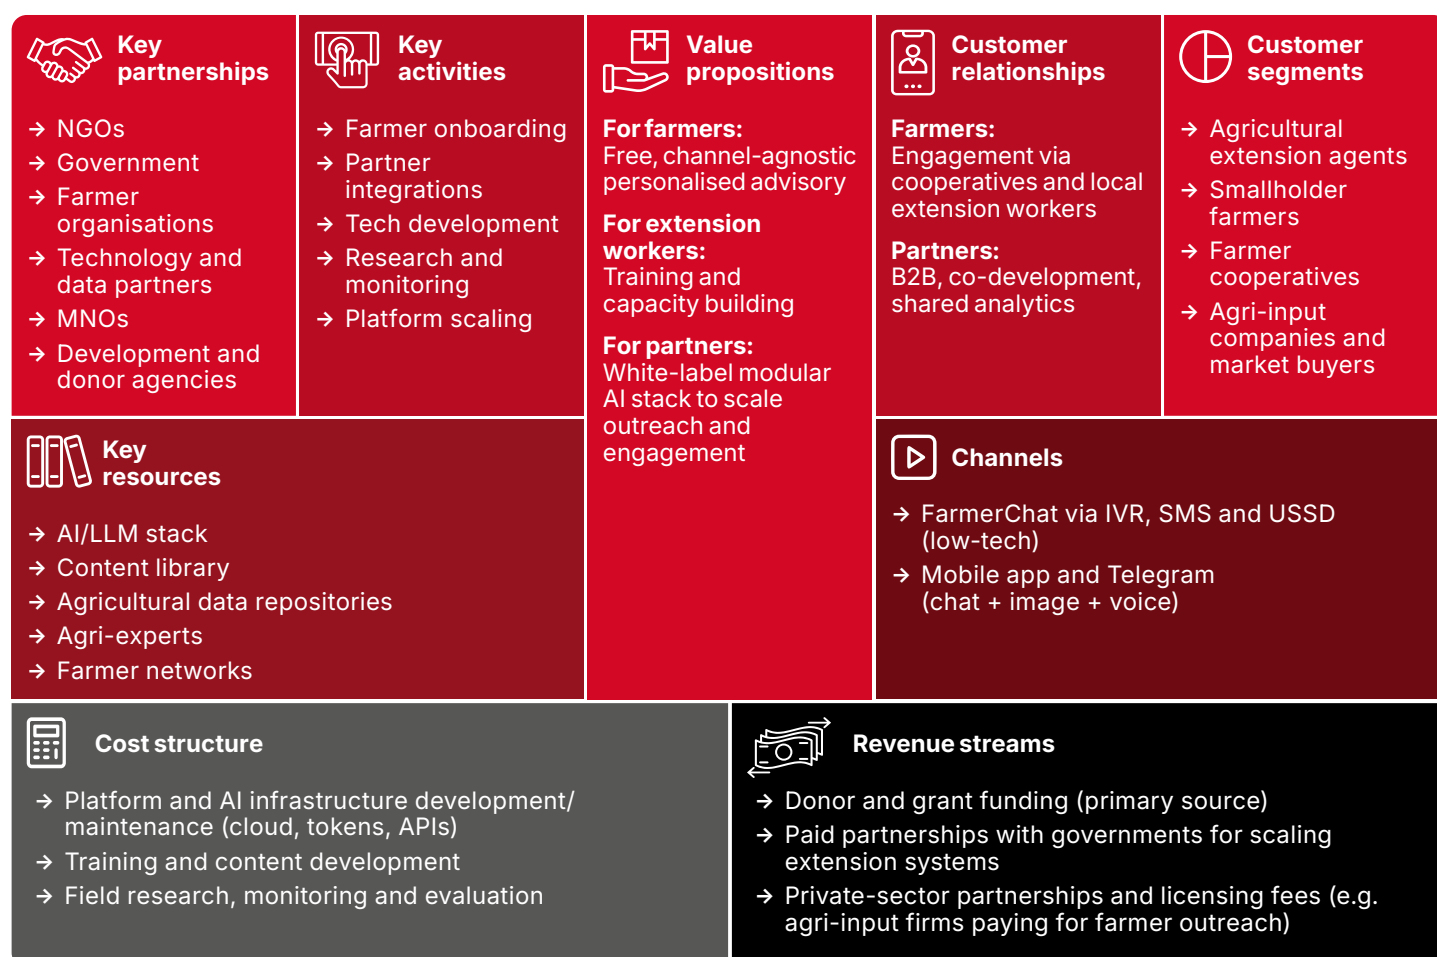 Key
partnerships
→ NGOs
→ Government
→ Farmer
organisations
→ Technology and
data partners
→ MNOs
→ Development and
donor agencies
Key
activities
→ Farmer onboarding
→ Partner
integrations
→ Tech development
→ Research and
monitoring
→ Platform scaling
Value
propositions
For farmers:
Free, channel-agnostic
personalised advisory
For extension
workers:
Training and
capacity building
For partners:
White-label modular
AI stack to scale
outreach and
engagement
Customer
relationships
Farmers:
Engagement via
cooperatives and local
extension workers
Partners:
B2B, co-development,
shared analytics
Customer
segments
→ Agricultural
extension agents
→ Smallholder
farmers
→ Farmer
cooperatives
→ Agri-input
companies and
market buyers
Key
resources
→ AI/LLM stack
→ Content library
→ Agricultural data repositories
→ Agri-experts
→ Farmer networks
Channels
→ FarmerChat via IVR, SMS and USSD
(low-tech)
→ Mobile app and Telegram
(chat + image + voice)
Cost structure
→ Platform and AI infrastructure development/
maintenance (cloud, tokens, APIs)
→ Training and content development
→ Field research, monitoring and evaluation
Revenue streams
→ Donor and grant funding (primary source)
→ Paid partnerships with governments for scaling
extension systems
→ Private-sector partnerships and licensing fees (e.g.
agri-input firms paying for farmer outreach)